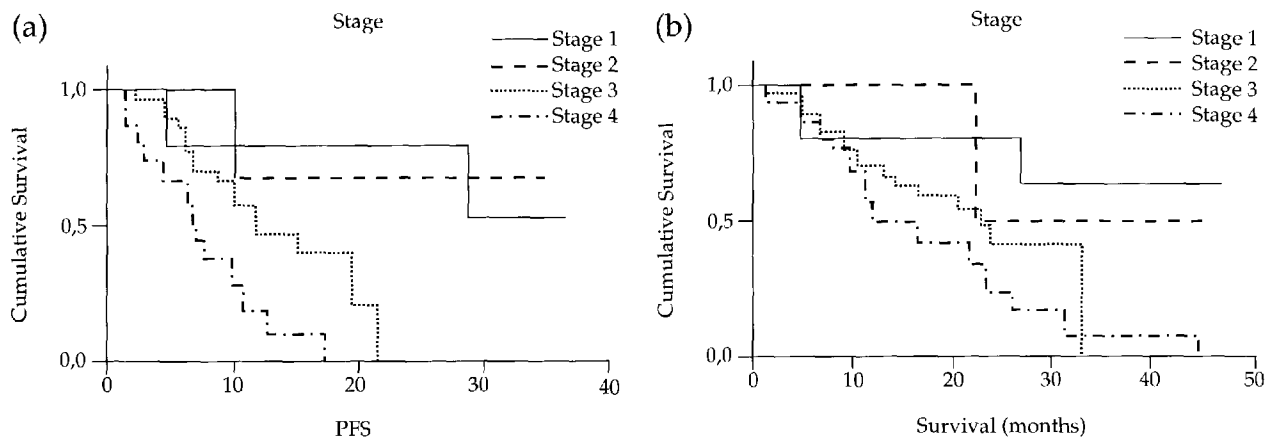 (a)
Stage
Stage 1
Stage 2
Stage 3
Stage 4
Cumulative Survival
1,0
0,5
0,0
0 10 20 30 40
PFS
(b)
Stage
Stage 1
Stage 2
Stage 3
Stage 4
Cumulative Survival
1,0
0,5
0,0
0 10 20 30 40 50
Survival (months)